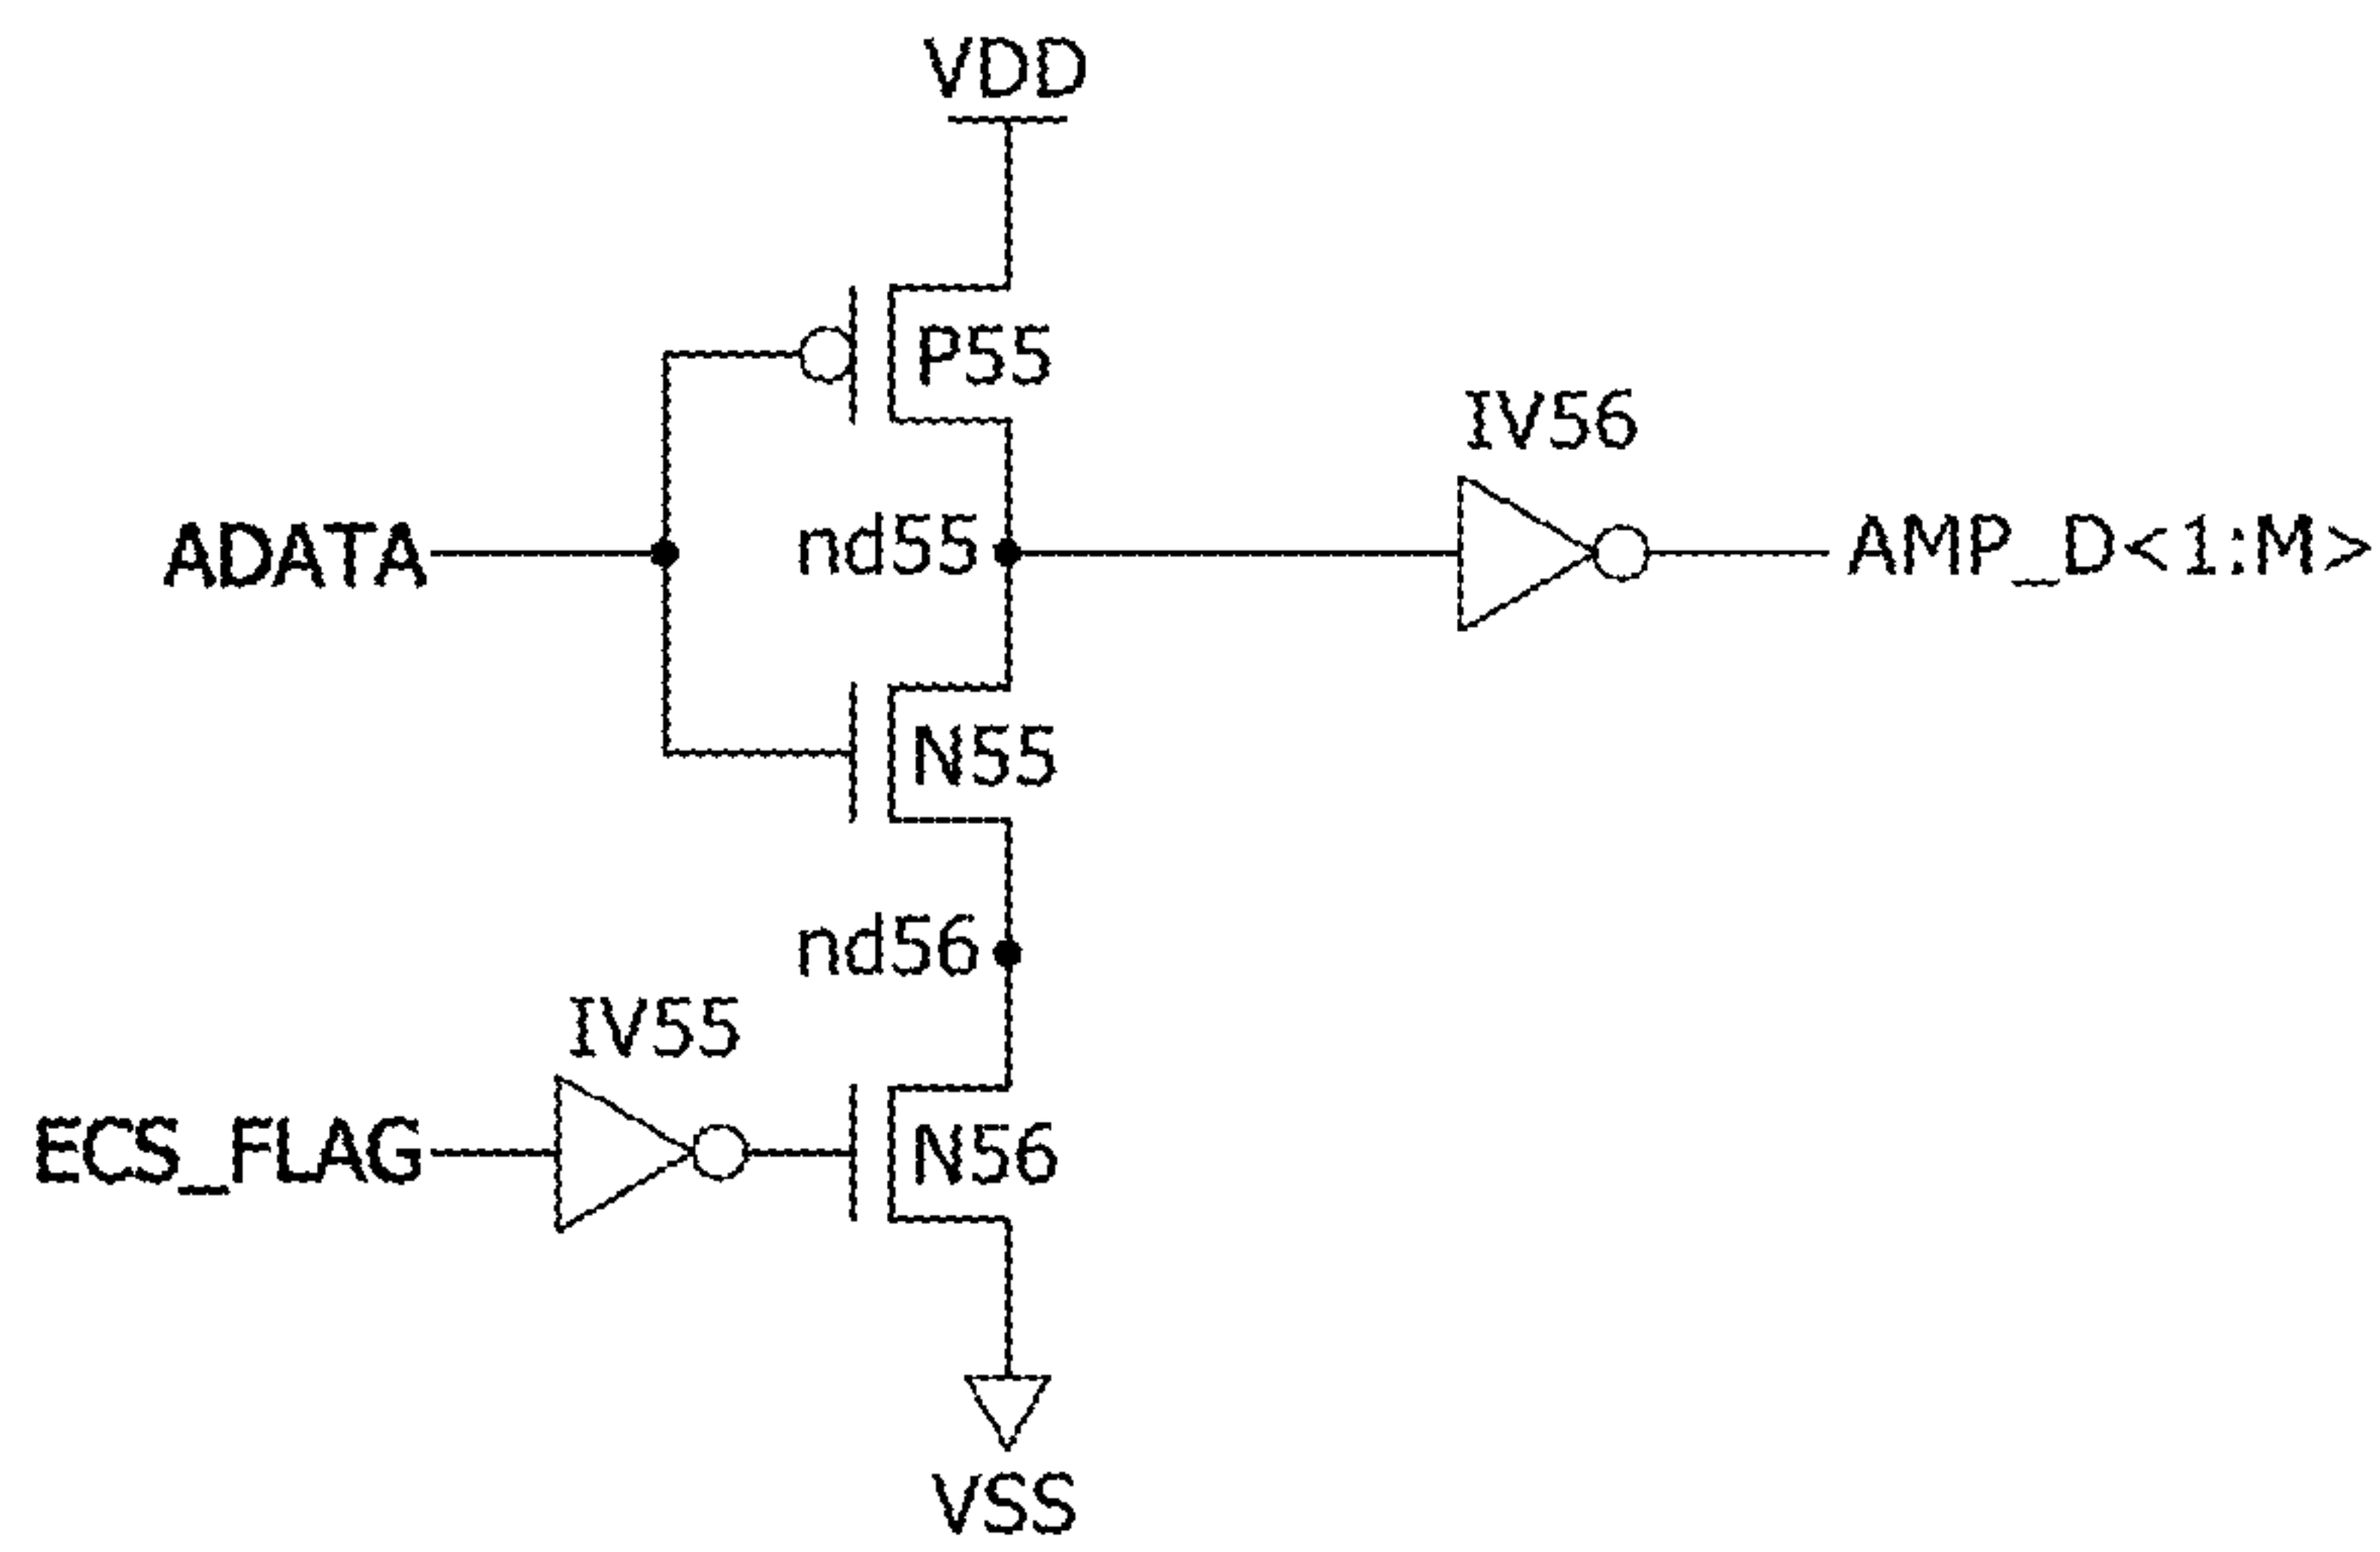 VDD
P55
IV56
ADATA
nd55
AMP_D<1:M>
N55
nd56
IV55
ECS_FLAG
N56
VSS